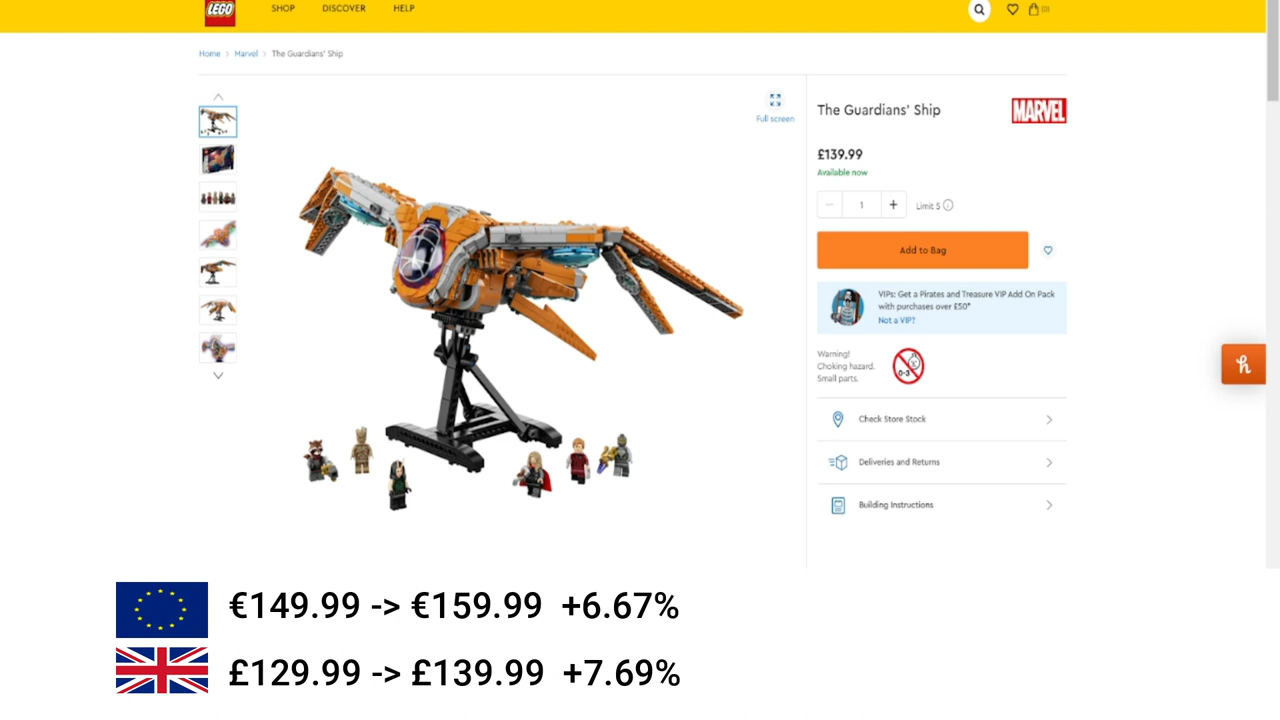 LEGO
SHOP DISCOVER HELP
Home > Marvel > The Guardians' Ship
Full screen
The Guardians' Ship
MARVEL
£139.99
Available now
1 + Limit 5
Add to Bag
VIPs: Get a Pirates and Treasure VIP Add On Pack
with purchases over £50*
Not a VIP?
Warning!
Choking hazard.
Small parts.
0-3
Check Store Stock
Deliveries and Returns
Building Instructions
€149.99 -> €159.99 +6.67%
£129.99 -> £139.99 +7.69%